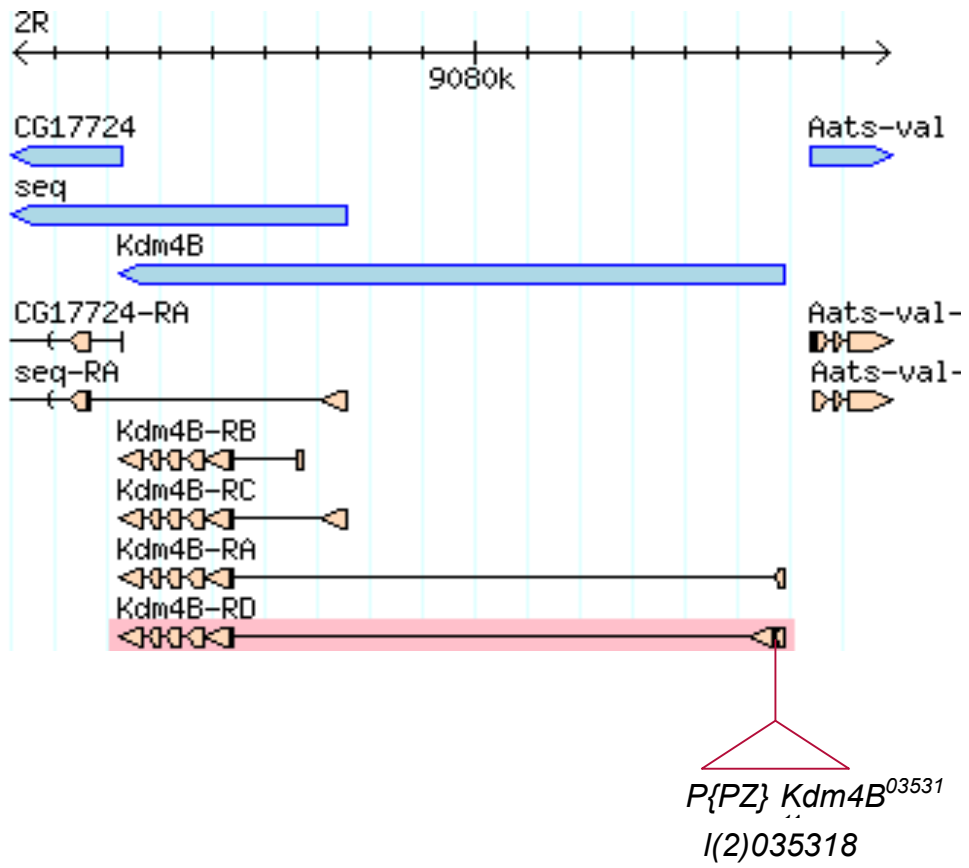 2R
9080k
CG17724 Aats-val
seq
Kdm4B
CG17724-RA Aats-val-
seq-RA Aats-val-
Kdm4B-RB
Kdm4B-RC
Kdm4B-RA
Kdm4B-RD
P{PZ} Kdm4B03531
l(2)035318